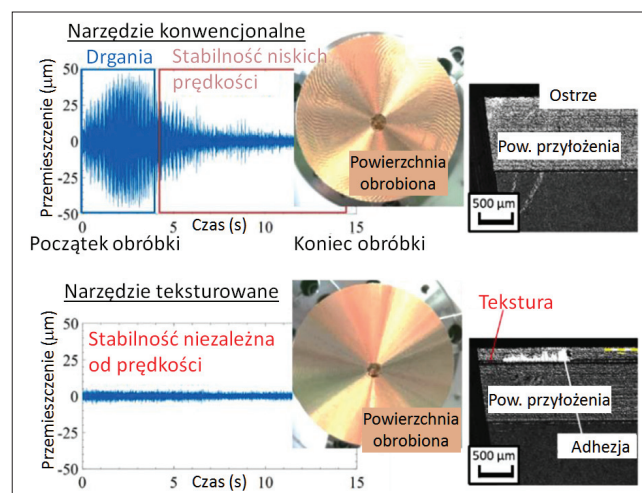 Narzędzie konwencjonalne
Drgania
Stabilność niskich
prędkości
Przemieszczenie (μm)
50
25
0
-25
-50
0
5
10
15
Czas (s)
Początek obróbki
Koniec obróbki
Powierzchnia
obrobiona
Ostrze
Pow. przyłożenia
500 μm
Narzędzie teksturowane
Stabilność niezależna
od prędkości
Przemieszczenie (μm)
50
25
0
-25
-50
0
5
10
15
Czas (s)
Powierzchnia
obrobiona
Tekstura
Pow. przyłożenia
Adhezja
500 μm